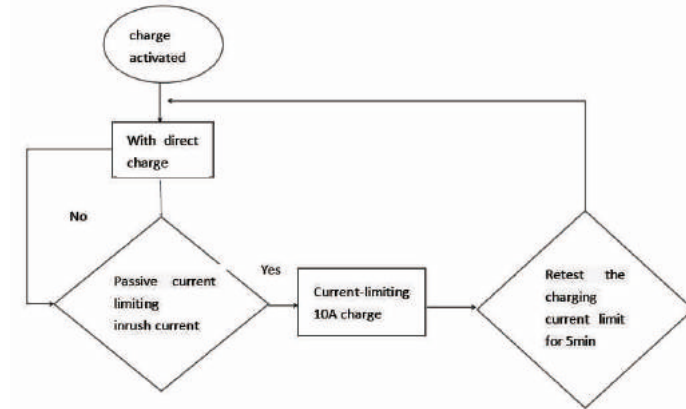 charge
activated
With direct
charge
No
Passive current
limiting
inrush current
Yes
Current-limiting
10A charge
Retest the
charging
current limit
for 5min